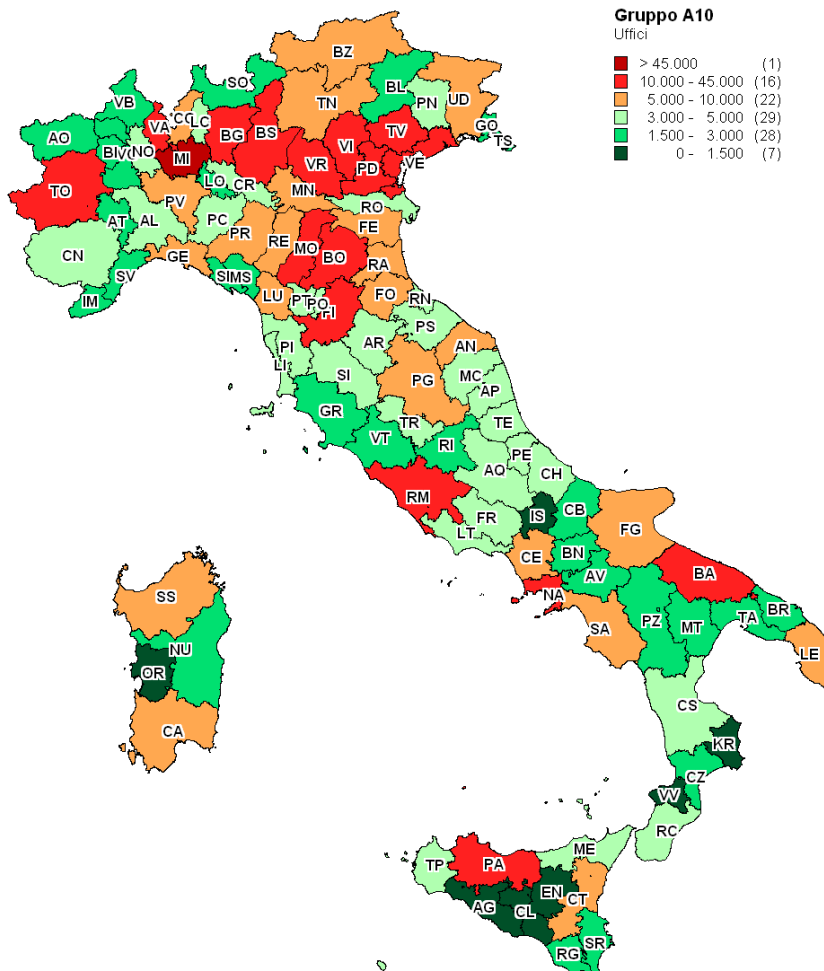 Gruppo A10
Uffici
> 45.000 (1)
10.000 - 45.000 (16)
5.000 - 10.000 (22)
3.000 - 5.000 (29)
1.500 - 3.000 (28)
0 - 1.500 (7)
BZ
SO
BL
TN
PN
UD
VB
CO
LC
VA
BG
BS
VI
TV
GO
TS
AO
BI
NO
MI
VR
PD
VE
TO
LO
CR
MN
PV
RO
AT
AL
PC
PR
RE
FE
CN
GE
MO
BO
RA
SV
MS
IM
LU
PT
PO
FI
FO
RN
PS
PI
LI
AR
AN
SI
PG
MC
AP
GR
TR
TE
VT
RI
PE
AQ
CH
RM
FR
LT
IS
CB
FG
CE
BN
NA
AV
BA
SS
SA
PZ
MT
TA
BR
LE
NU
OR
CA
CS
KR
CZ
VV
RC
ME
TP
PA
EN
CT
AG
CL
SR
RG